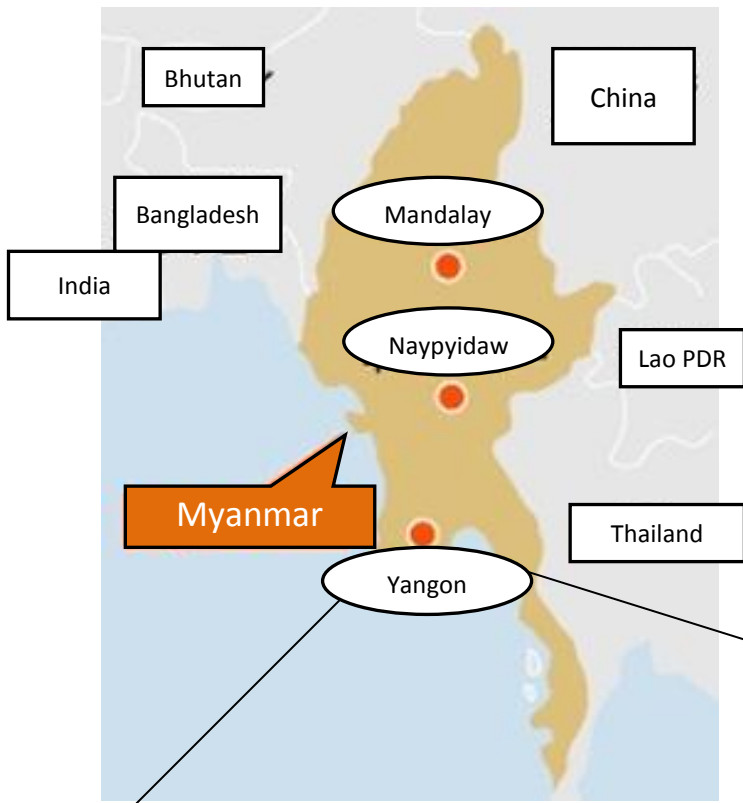 Bhutan
China
Bangladesh
Mandalay
India
Naypyidaw
Lao PDR
Myanmar
Thailand
Yangon